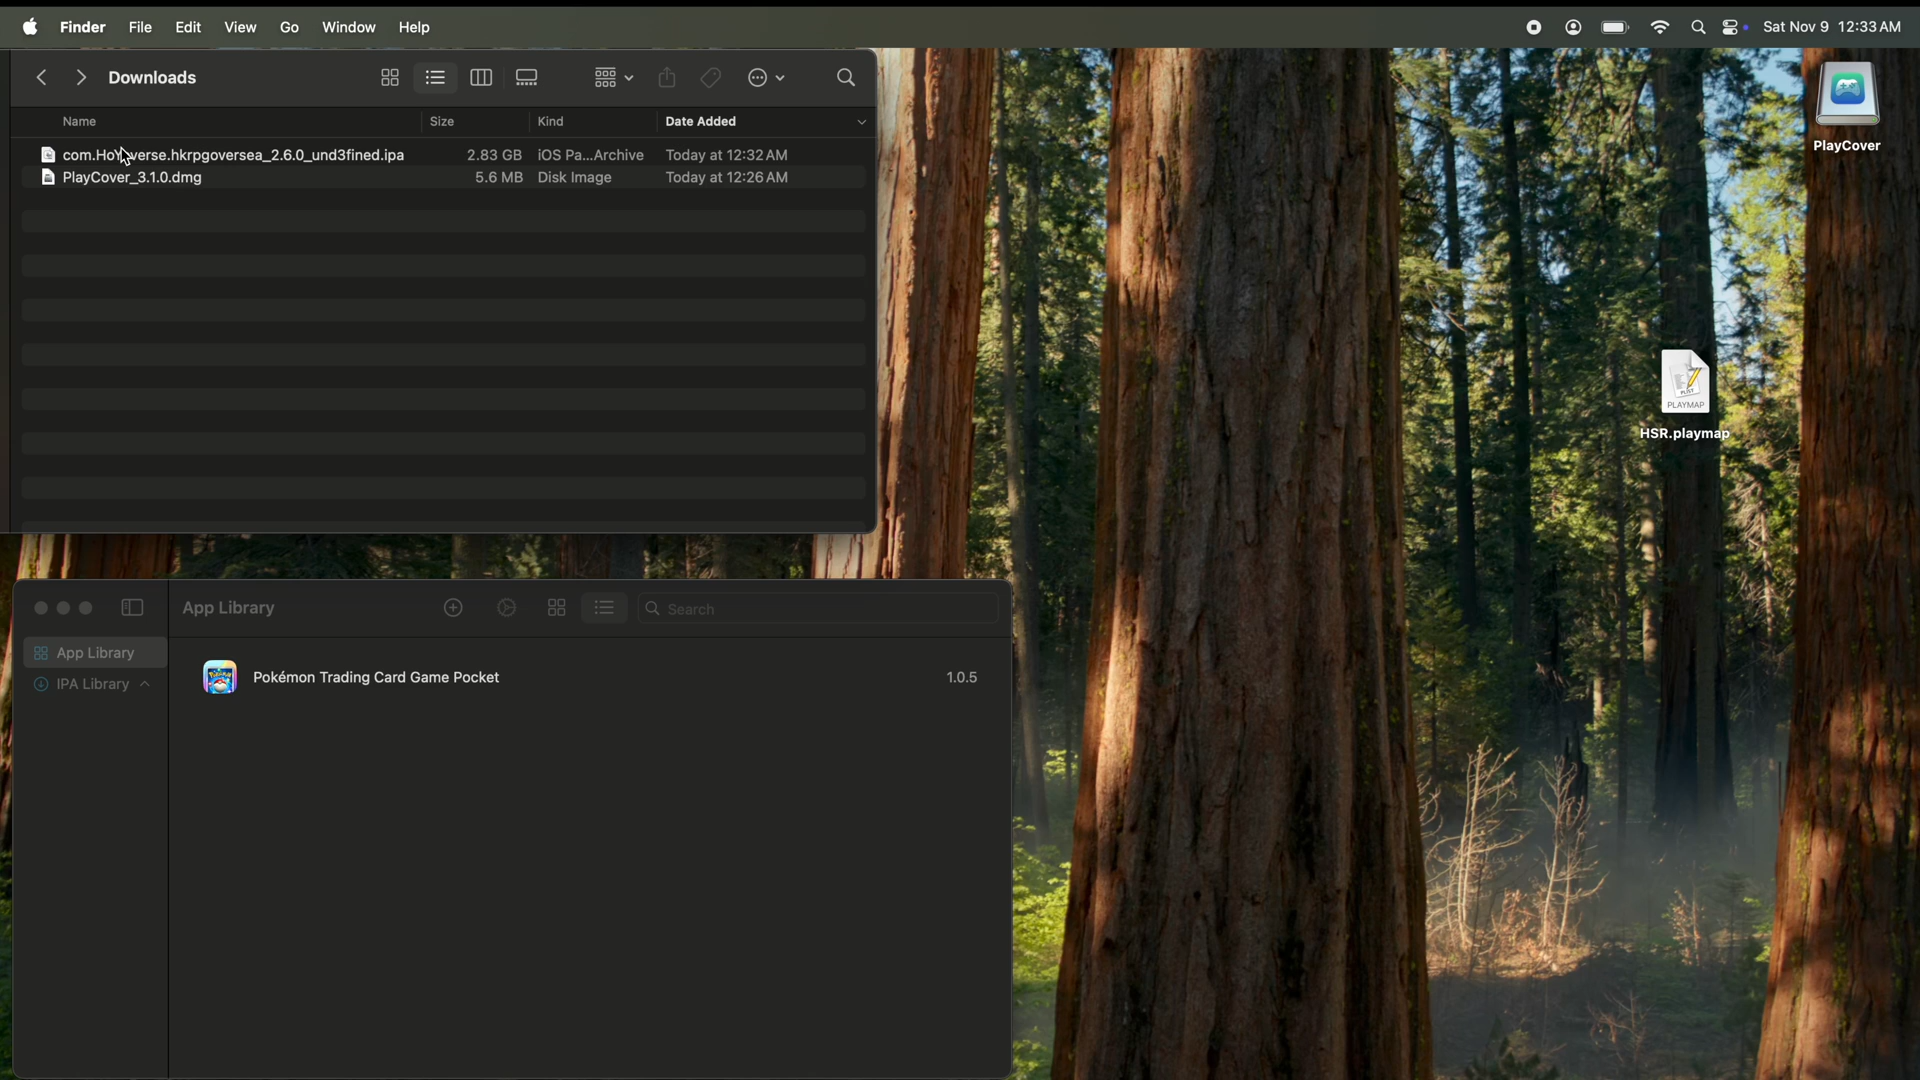 Finder File Edit View Go Window Help Sat Nov 9 12:33 AM
Downloads
Name Size Kind Date Added
com.HoYoverse.hkrpgoversea_2.6.0_und3fined.ipa 2.83 GB iOS Pa...Archive Today at 12:32 AM
PlayCover_3.1.0.dmg 5.6 MB Disk Image Today at 12:26 AM
PlayCover
PLIST
PLAYMAP
HSR.playmap
App Library Search
App Library
IPA Library
Pokémon Trading Card Game Pocket 1.0.5